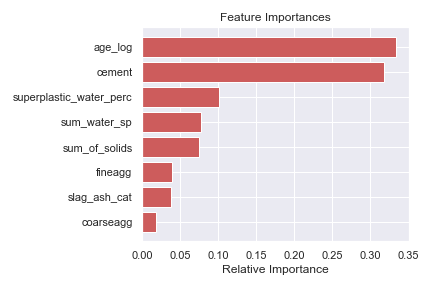 Feature Importances
age_log
cement
superplastic_water_perc
sum_water_sp
sum_of_solids
fineagg
slag_ash_cat
coarseagg
0.00 0.05 0.10 0.15 0.20 0.25 0.30 0.35
Relative Importance